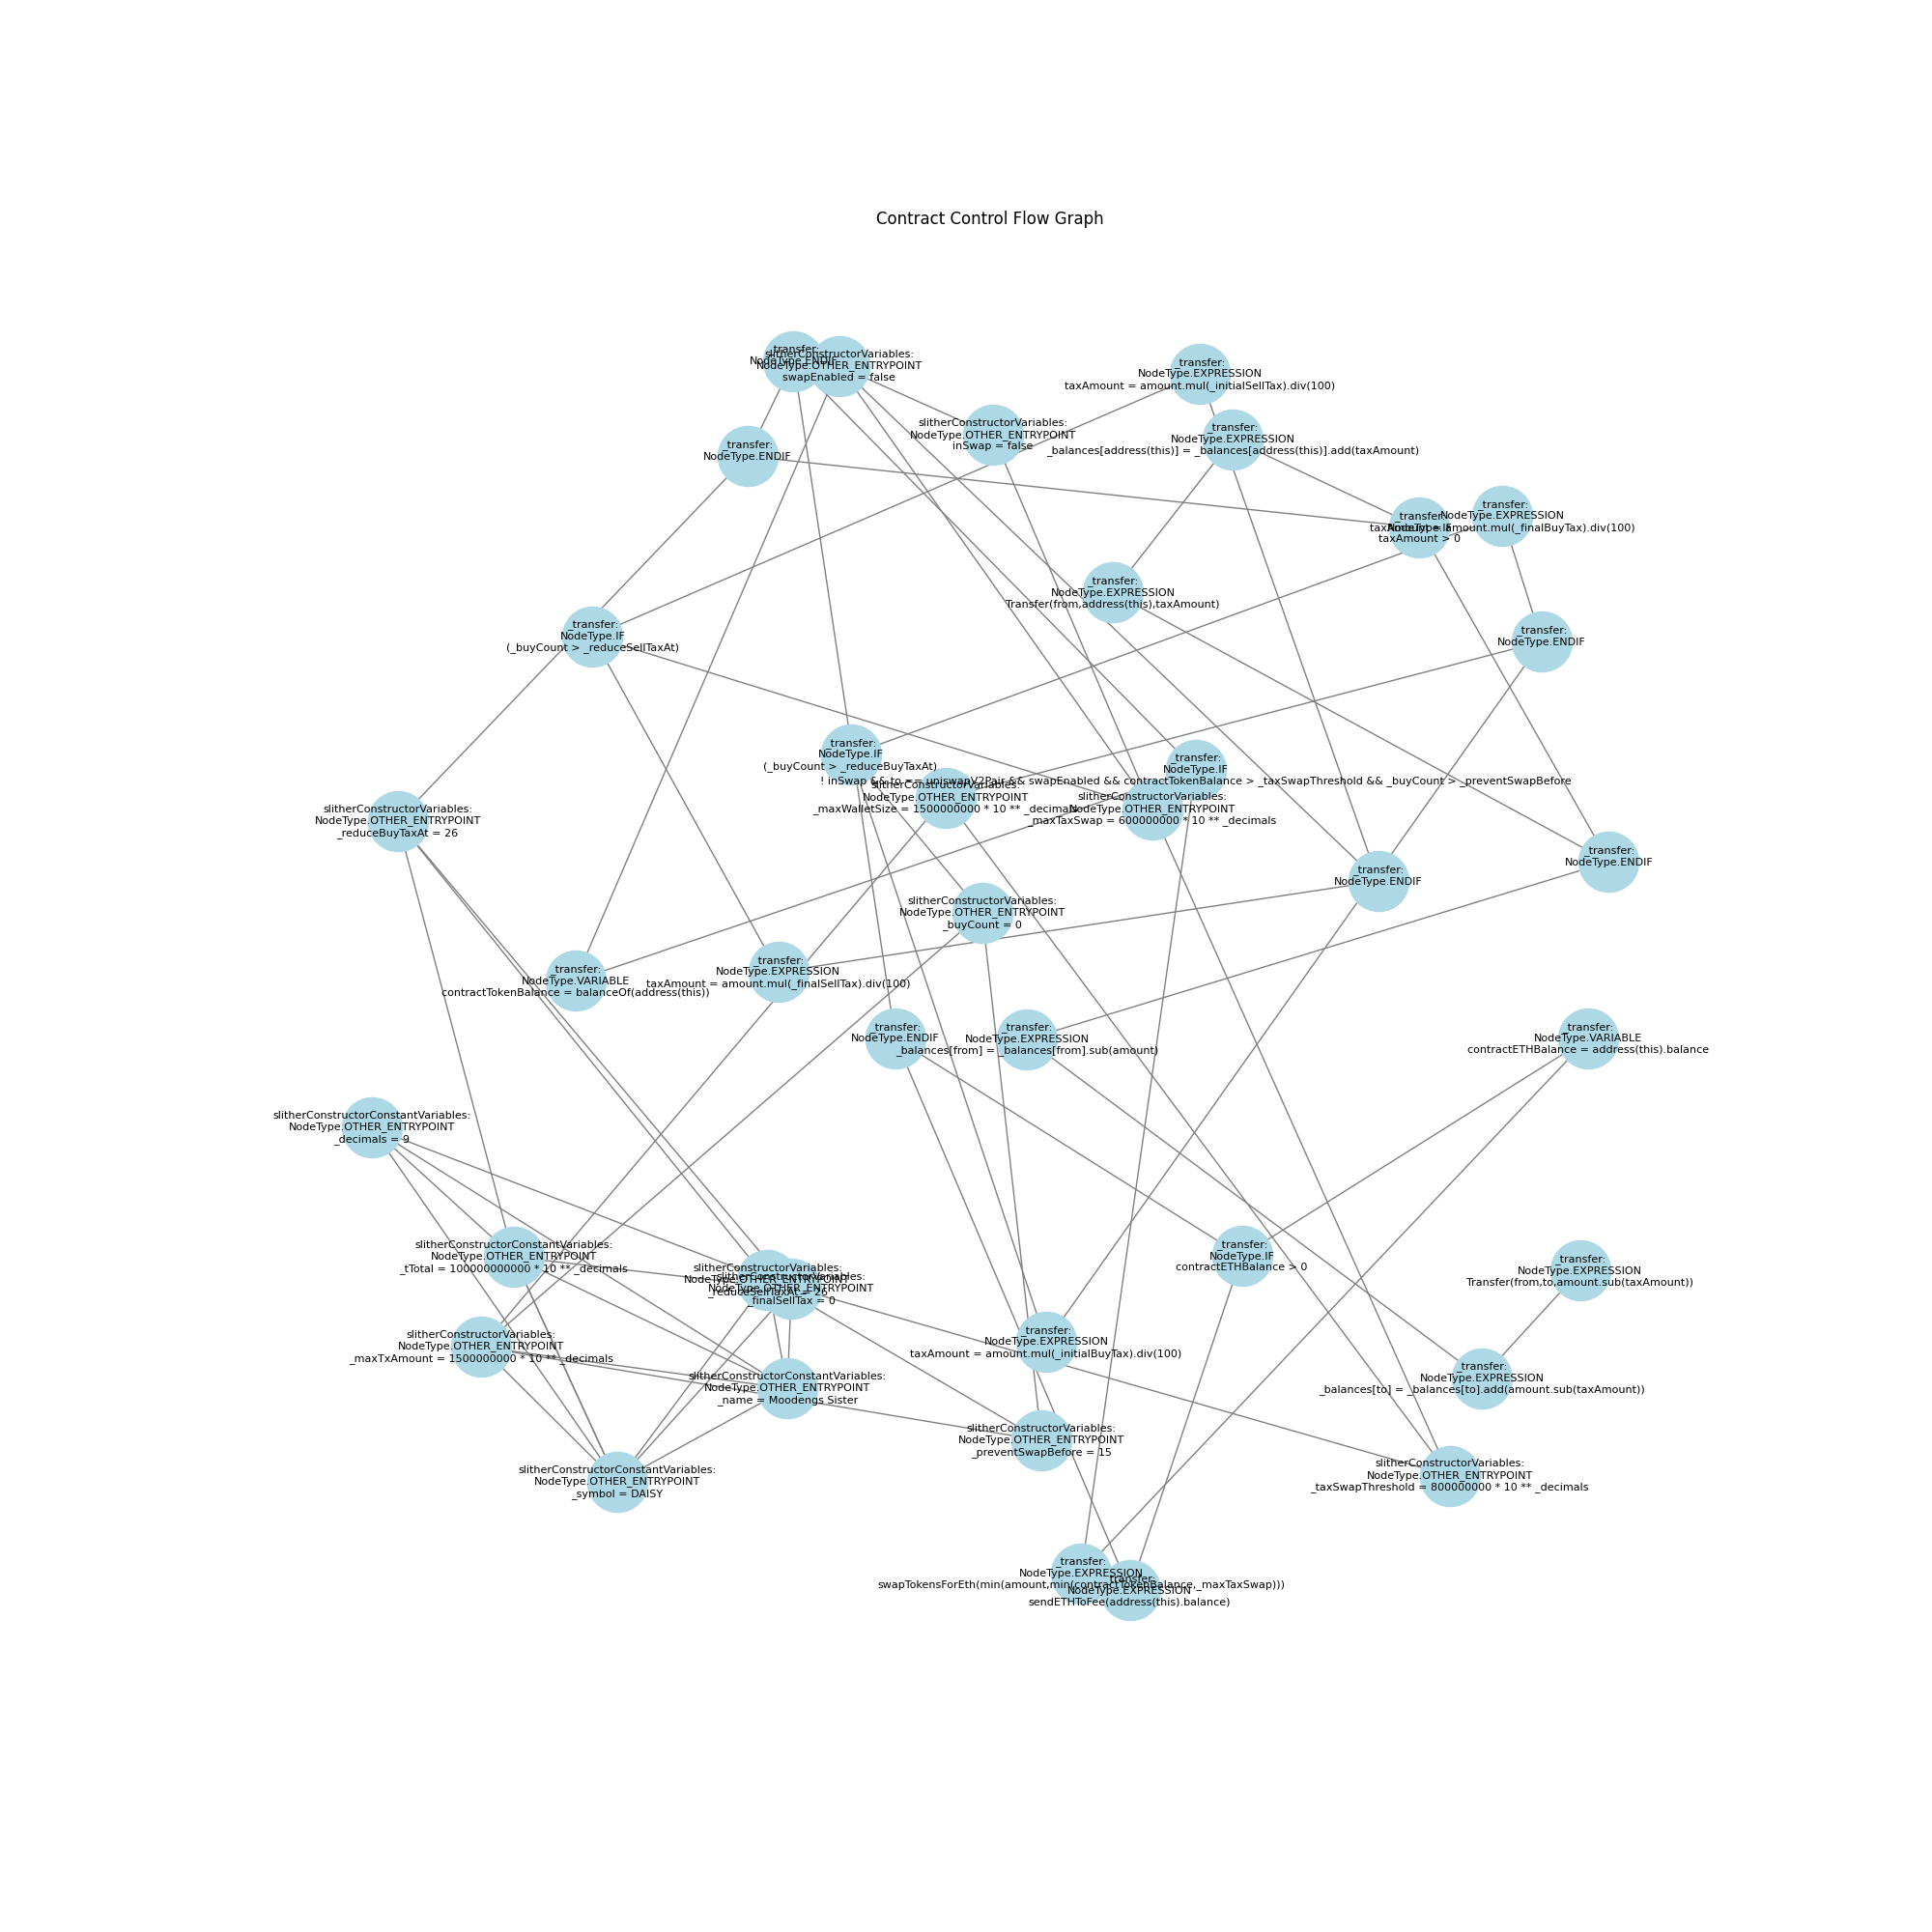 Contract Control Flow Graph
_transfer:
NodeType.ENDIF
slitherConstructorVariables:
NodeType.OTHER_ENTRYPOINT
swapEnabled = false
_transfer:
NodeType.EXPRESSION
taxAmount = amount.mul(_initialSellTax).div(100)
slitherConstructorVariables:
NodeType.OTHER_ENTRYPOINT
inSwap = false
_transfer:
NodeType.EXPRESSION
_balances[address(this)] = _balances[address(this)].add(taxAmount)
_transfer:
NodeType.ENDIF
_transfer:
NodeType.IF
taxAmount > 0
_transfer:
NodeType.EXPRESSION
taxAmount = amount.mul(_finalBuyTax).div(100)
_transfer:
NodeType.EXPRESSION
Transfer(from,address(this),taxAmount)
_transfer:
NodeType.IF
(_buyCount > _reduceSellTaxAt)
_transfer:
NodeType.ENDIF
_transfer:
NodeType.IF
(_buyCount > _reduceBuyTaxAt)
_transfer:
NodeType.IF
! inSwap && to == uniswapV2Pair && swapEnabled && contractTokenBalance > _taxSwapThreshold && _buyCount > _preventSwapBefore
slitherConstructorVariables:
NodeType.OTHER_ENTRYPOINT
_maxWalletSize = 1500000000 * 10 ** _decimals
slitherConstructorVariables:
NodeType.OTHER_ENTRYPOINT
_maxTaxSwap = 600000000 * 10 ** _decimals
slitherConstructorVariables:
NodeType.OTHER_ENTRYPOINT
_reduceBuyTaxAt = 26
_transfer:
NodeType.ENDIF
_transfer:
NodeType.ENDIF
slitherConstructorVariables:
NodeType.OTHER_ENTRYPOINT
_buyCount = 0
_transfer:
NodeType.VARIABLE
contractTokenBalance = balanceOf(address(this))
_transfer:
NodeType.EXPRESSION
taxAmount = amount.mul(_finalSellTax).div(100)
_transfer:
NodeType.ENDIF
_transfer:
NodeType.EXPRESSION
_balances[from] = _balances[from].sub(amount)
_transfer:
NodeType.VARIABLE
contractETHBalance = address(this).balance
slitherConstructorConstantVariables:
NodeType.OTHER_ENTRYPOINT
_decimals = 9
slitherConstructorConstantVariables:
NodeType.OTHER_ENTRYPOINT
_tTotal = 100000000000 * 10 ** _decimals
slitherConstructorVariables:
NodeType.OTHER_ENTRYPOINT
_reduceSellTaxAt = 26
slitherConstructorVariables:
NodeType.OTHER_ENTRYPOINT
_finalSellTax = 0
_transfer:
NodeType.IF
contractETHBalance > 0
_transfer:
NodeType.EXPRESSION
Transfer(from,to,amount.sub(taxAmount))
slitherConstructorVariables:
NodeType.OTHER_ENTRYPOINT
_maxTxAmount = 1500000000 * 10 ** _decimals
_transfer:
NodeType.EXPRESSION
taxAmount = amount.mul(_initialBuyTax).div(100)
slitherConstructorConstantVariables:
NodeType.OTHER_ENTRYPOINT
_name = Moodengs Sister
_transfer:
NodeType.EXPRESSION
_balances[to] = _balances[to].add(amount.sub(taxAmount))
slitherConstructorVariables:
NodeType.OTHER_ENTRYPOINT
_preventSwapBefore = 15
slitherConstructorConstantVariables:
NodeType.OTHER_ENTRYPOINT
_symbol = DAISY
slitherConstructorVariables:
NodeType.OTHER_ENTRYPOINT
_taxSwapThreshold = 800000000 * 10 ** _decimals
_transfer:
NodeType.EXPRESSION
swapTokensForEth(min(amount,min(contractTokenBalance,_maxTaxSwap)))
_transfer:
NodeType.EXPRESSION
sendETHToFee(address(this).balance)